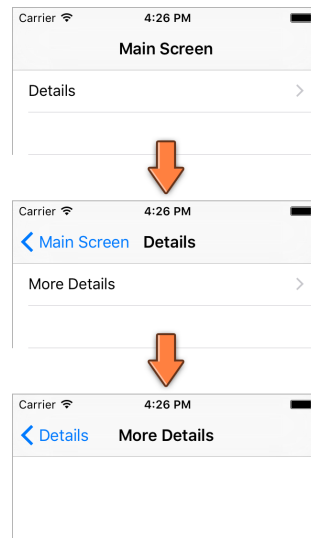 Carrier 4:26 PM
Main Screen
Details
Carrier 4:26 PM
Main Screen Details
More Details
Carrier 4:26 PM
Details More Details